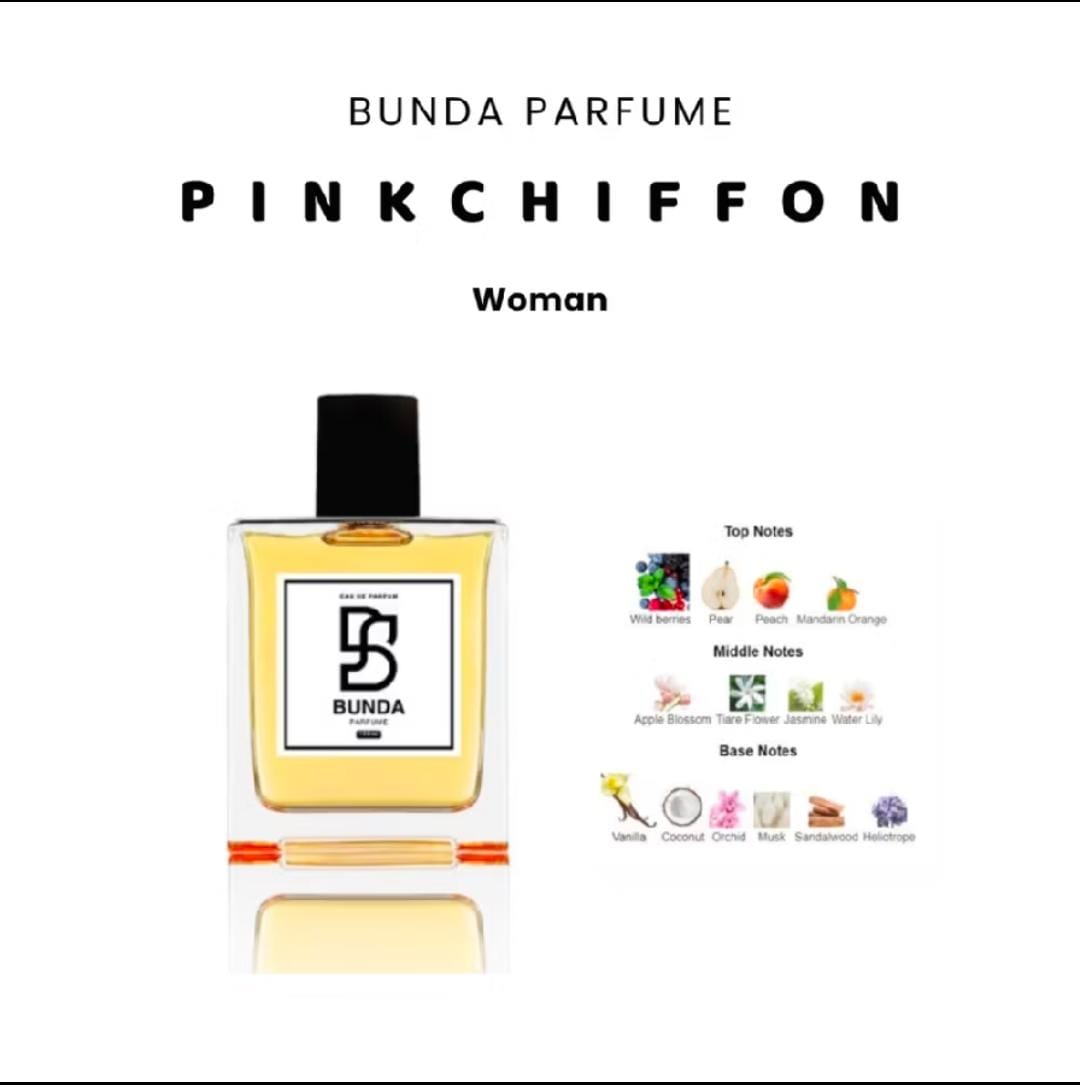 BUNDA PARFUME
PINKCHIFFON
Woman
EAU DE PARFUM
BUNDA
PARFUME
Top Notes
Wild berries Pear Peach Mandarin Orange
Middle Notes
Apple Blossom Tiare Flower Jasmine Water Lily
Base Notes
Vanilla Coconut Orchid Musk Sandalwood Heliotrope